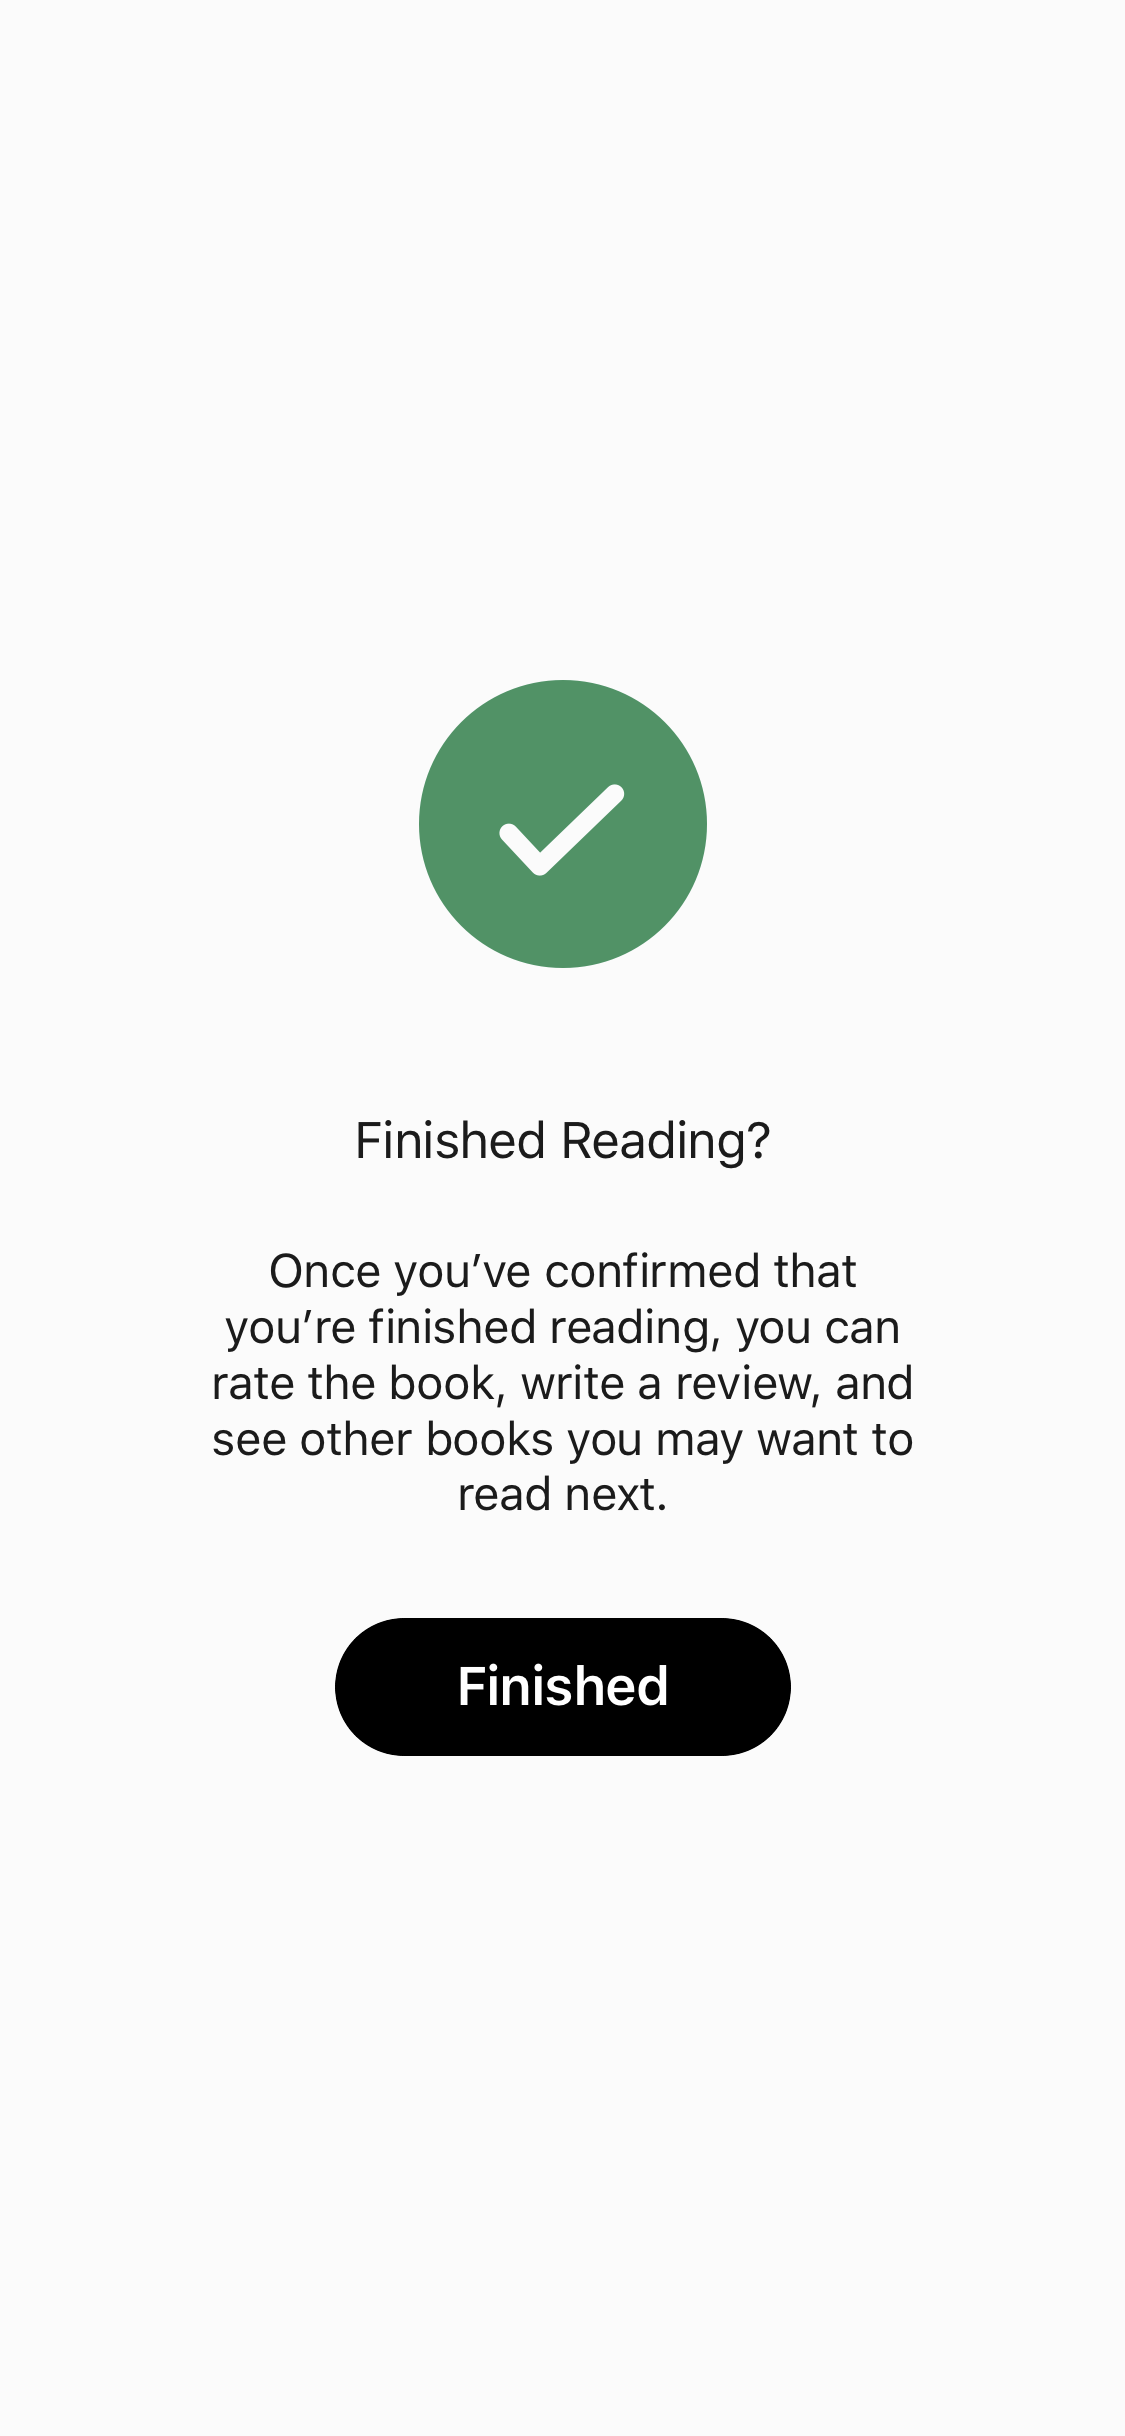 Finished Reading?
Once you’ve confirmed that
you’re finished reading, you can
rate the book, write a review, and
see other books you may want to
read next.
Finished